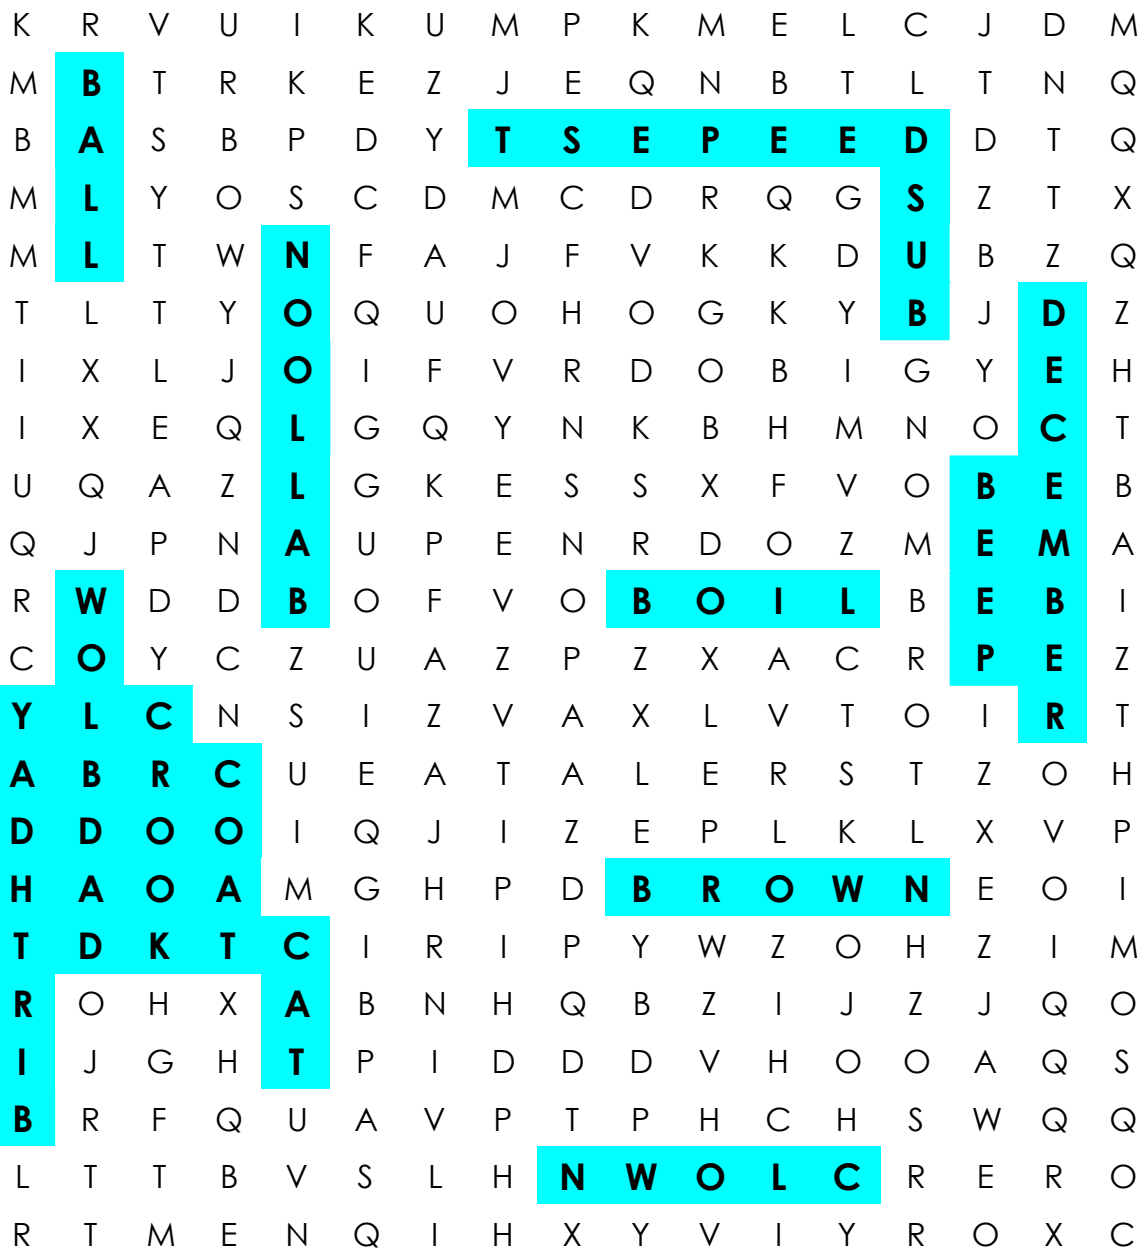 K R V U I K U M P K M E L C J D M
M B T R K E Z J E Q N B T L T N Q
B A S B P D Y T S E P E E D D T Q
M L Y O S C D M C D R Q G S Z T X
M L T W N F A J F V K K D U B Z Q
T L T Y O Q U O H O G K Y B J D Z
I X L J O I F V R D O B I G Y E H
I X E Q L G Q Y N K B H M N O C T
U Q A Z L G K E S S X F V O B E B
Q J P N A U P E N R D O Z M E M A
R W D D B O F V O B O I L B E B I
C O Y C Z U A Z P Z X A C R P E Z
Y L C N S I Z V A X L V T O I R T
A B R C U E A T A L E R S T Z O H
D D O O I Q J I Z E P L K L X V P
H A O A M G H P D B R O W N E O I
T D K T C I R I P Y W Z O H Z I M
R O H X A B N H Q B Z I J Z J Q O
I J G H T P I D D D V H O O A Q S
B R F Q U A V P T P H C H S W Q Q
L T T B V S L H N W O L C R E R O
R T M E N Q I H X Y V I Y R O X C